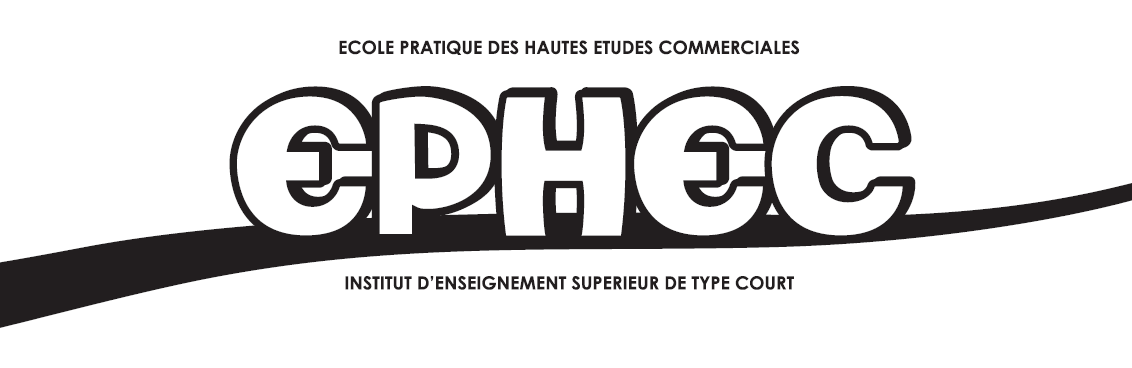 ECOLE PRATIQUE DES HAUTES ETUDES COMMERCIALES
EPHEC
INSTITUT D'ENSEIGNEMENT SUPERIEUR DE TYPE COURT